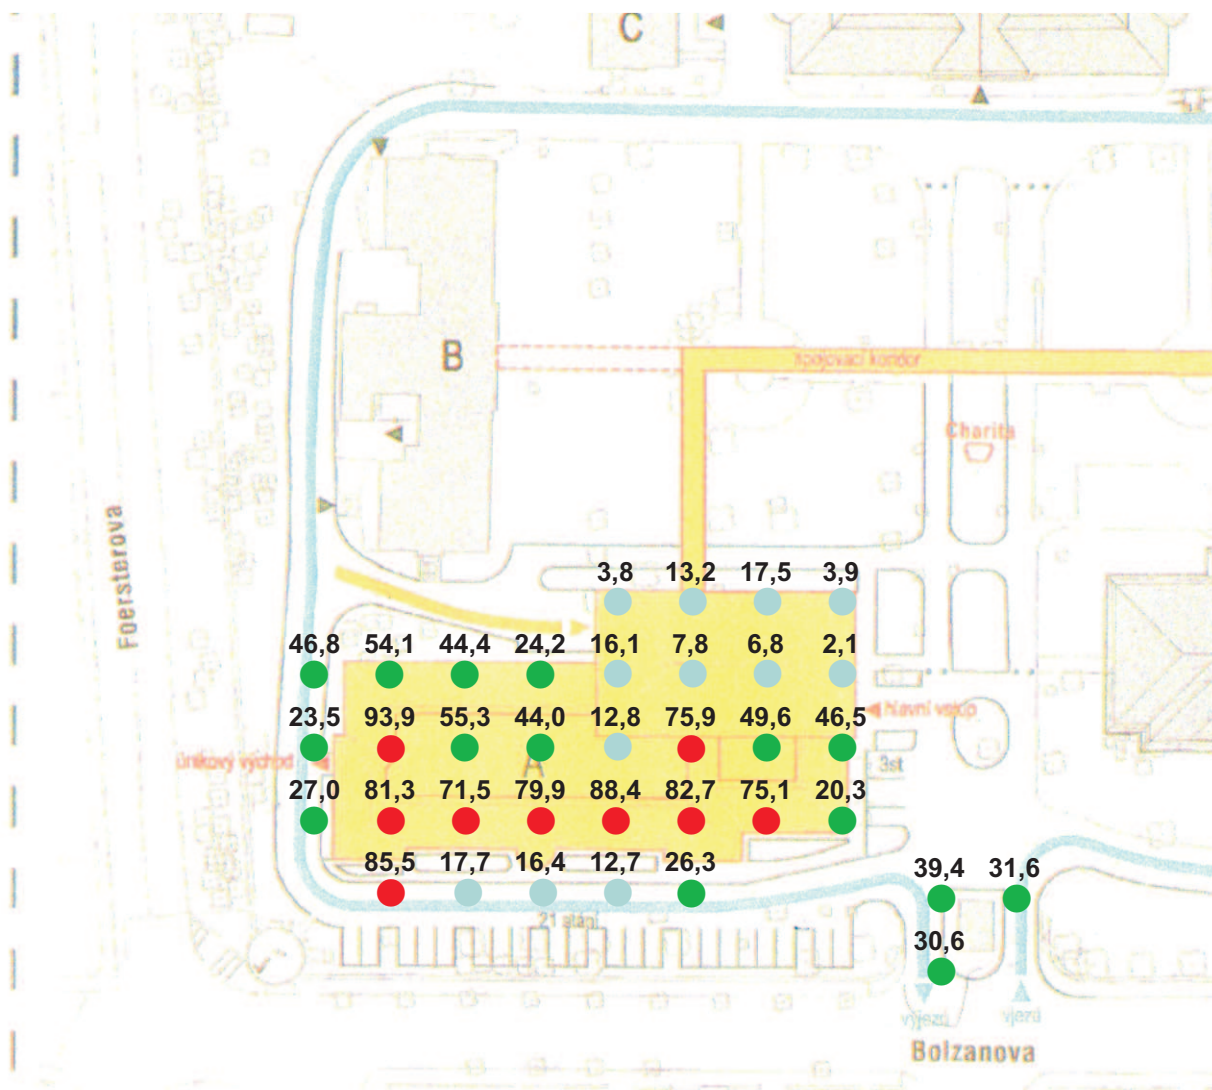 C
B
spojovací koridor
Charita
Foersterova
3,8 13,2 17,5 3,9
46,8 54,1 44,4 24,2 16,1 7,8 6,8 2,1
hlavní vstup
23,5 93,9 55,3 44,0 12,8 75,9 49,6 46,5
únikový východ
A
3st
27,0 81,3 71,5 79,9 88,4 82,7 75,1 20,3
85,5 17,7 16,4 12,7 26,3
39,4 31,6
21 stání
30,6
výjezd vjezd
Bolzanova